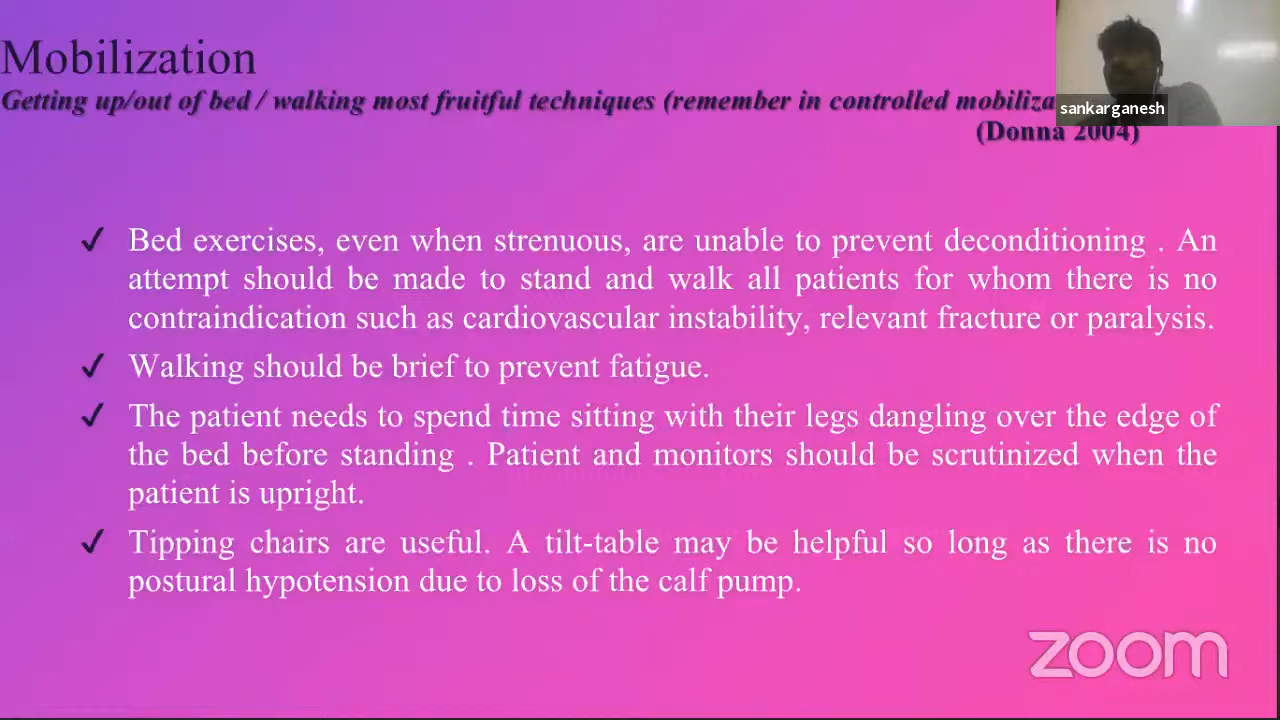 Mobilization
Getting up/out of bed / walking most fruitful techniques (remember in controlled
(Donna 2004)
sankarganesh
✓ Bed exercises, even when strenuous, are unable to prevent deconditioning . An
attempt should be made to stand and walk all patients for whom there is no
contraindication such as cardiovascular instability, relevant fracture or paralysis.
✓ Walking should be brief to prevent fatigue.
✓ The patient needs to spend time sitting with their legs dangling over the edge of
the bed before standing . Patient and monitors should be scrutinized when the
patient is upright.
✓ Tipping chairs are useful. A tilt-table may be helpful so long as there is no
postural hypotension due to loss of the calf pump.
zoom